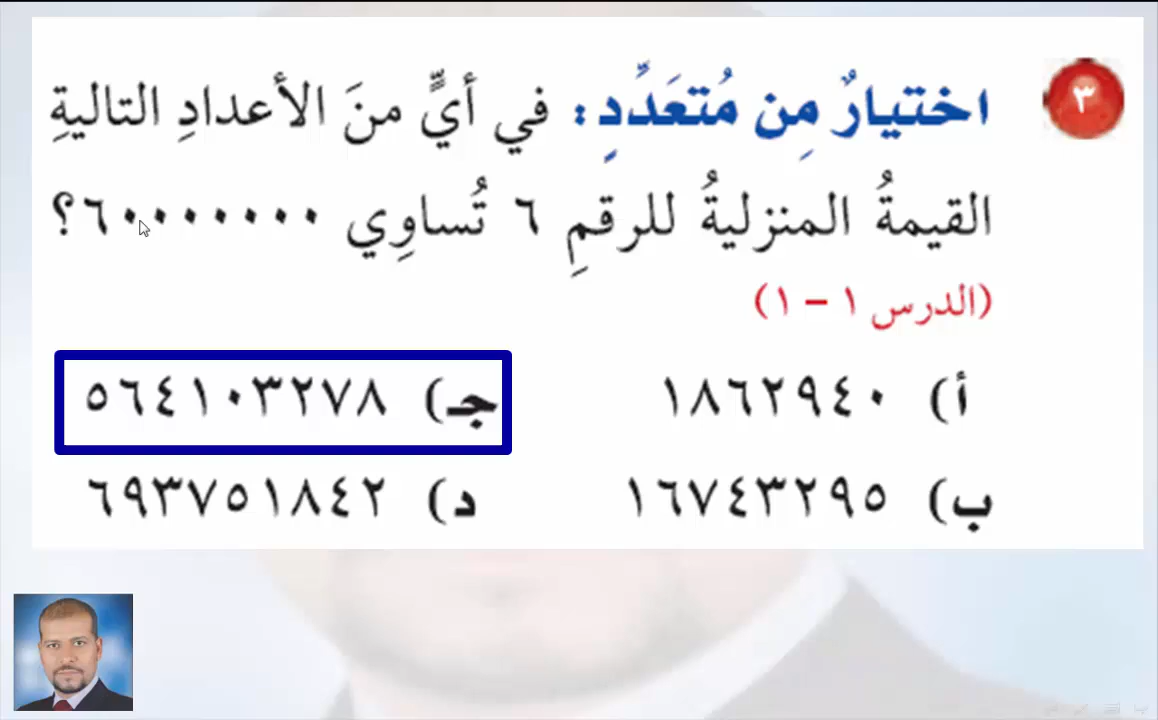 ٣
اختيارٌ مِن مُتعَدِّدٍ: في أيٍّ منَ الأعدادِ التاليةِ
القيمةُ المنزليةُ للرقمِ ٦ تُساوِي ٦٠٠٠٠٠٠٠؟
(الدرس ١ – ١)
أ) ١٨٦٢٩٤٠ جـ) ٥٦٤١٠٣٢٧٨
ب) ١٦٧٤٣٢٩٥ د) ٦٩٣٧٥١٨٤٢